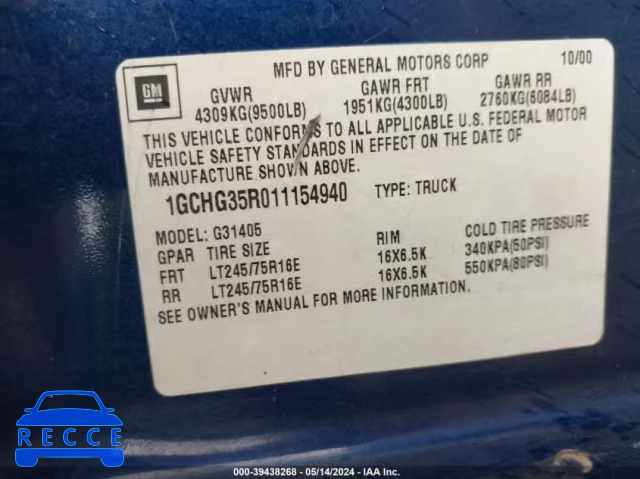 MFD BY GENERAL MOTORS CORP 10/00
GM
GVWR GAWR FRT GAWR RR
4309KG(9500LB) 1951KG(4300LB) 2760KG(6084LB)
THIS VEHICLE CONFORMS TO ALL APPLICABLE U.S. FEDERAL MOTOR
VEHICLE SAFETY STANDARDS IN EFFECT ON THE DATE OF
MANUFACTURE SHOWN ABOVE.
1GCHG35R011154940 TYPE: TRUCK
MODEL: G31405
GPAR TIRE SIZE RIM COLD TIRE PRESSURE
FRT LT245/75R16E 16X6.5K 340KPA(50PSI)
RR LT245/75R16E 16X6.5K 550KPA(80PSI)
SEE OWNER'S MANUAL FOR MORE INFORMATION.
RECCE
000-39438268 - 05/14/2024 - IAA Inc.